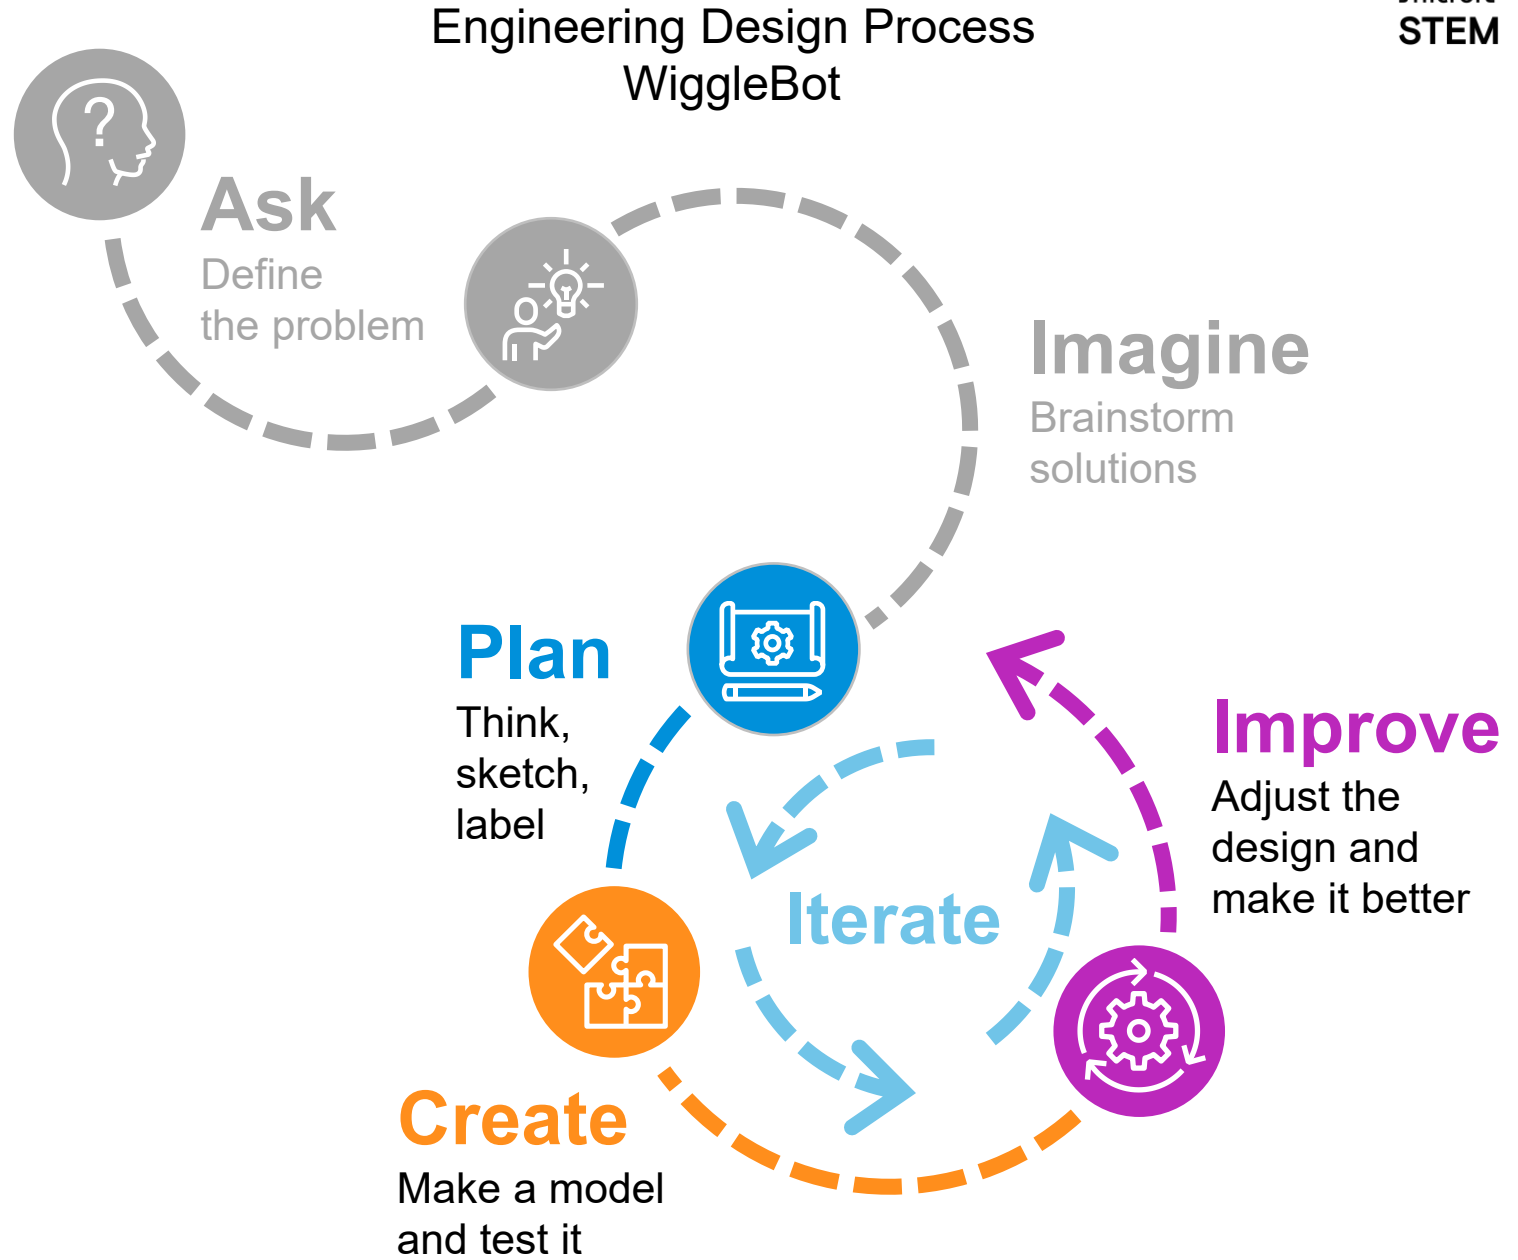 Engineering Design Process
WiggleBot
STEM
?
Ask
Define
the problem
Imagine
Brainstorm
solutions
Plan
Think,
sketch,
label
Improve
Adjust the
design and
make it better
Iterate
Create
Make a model
and test it